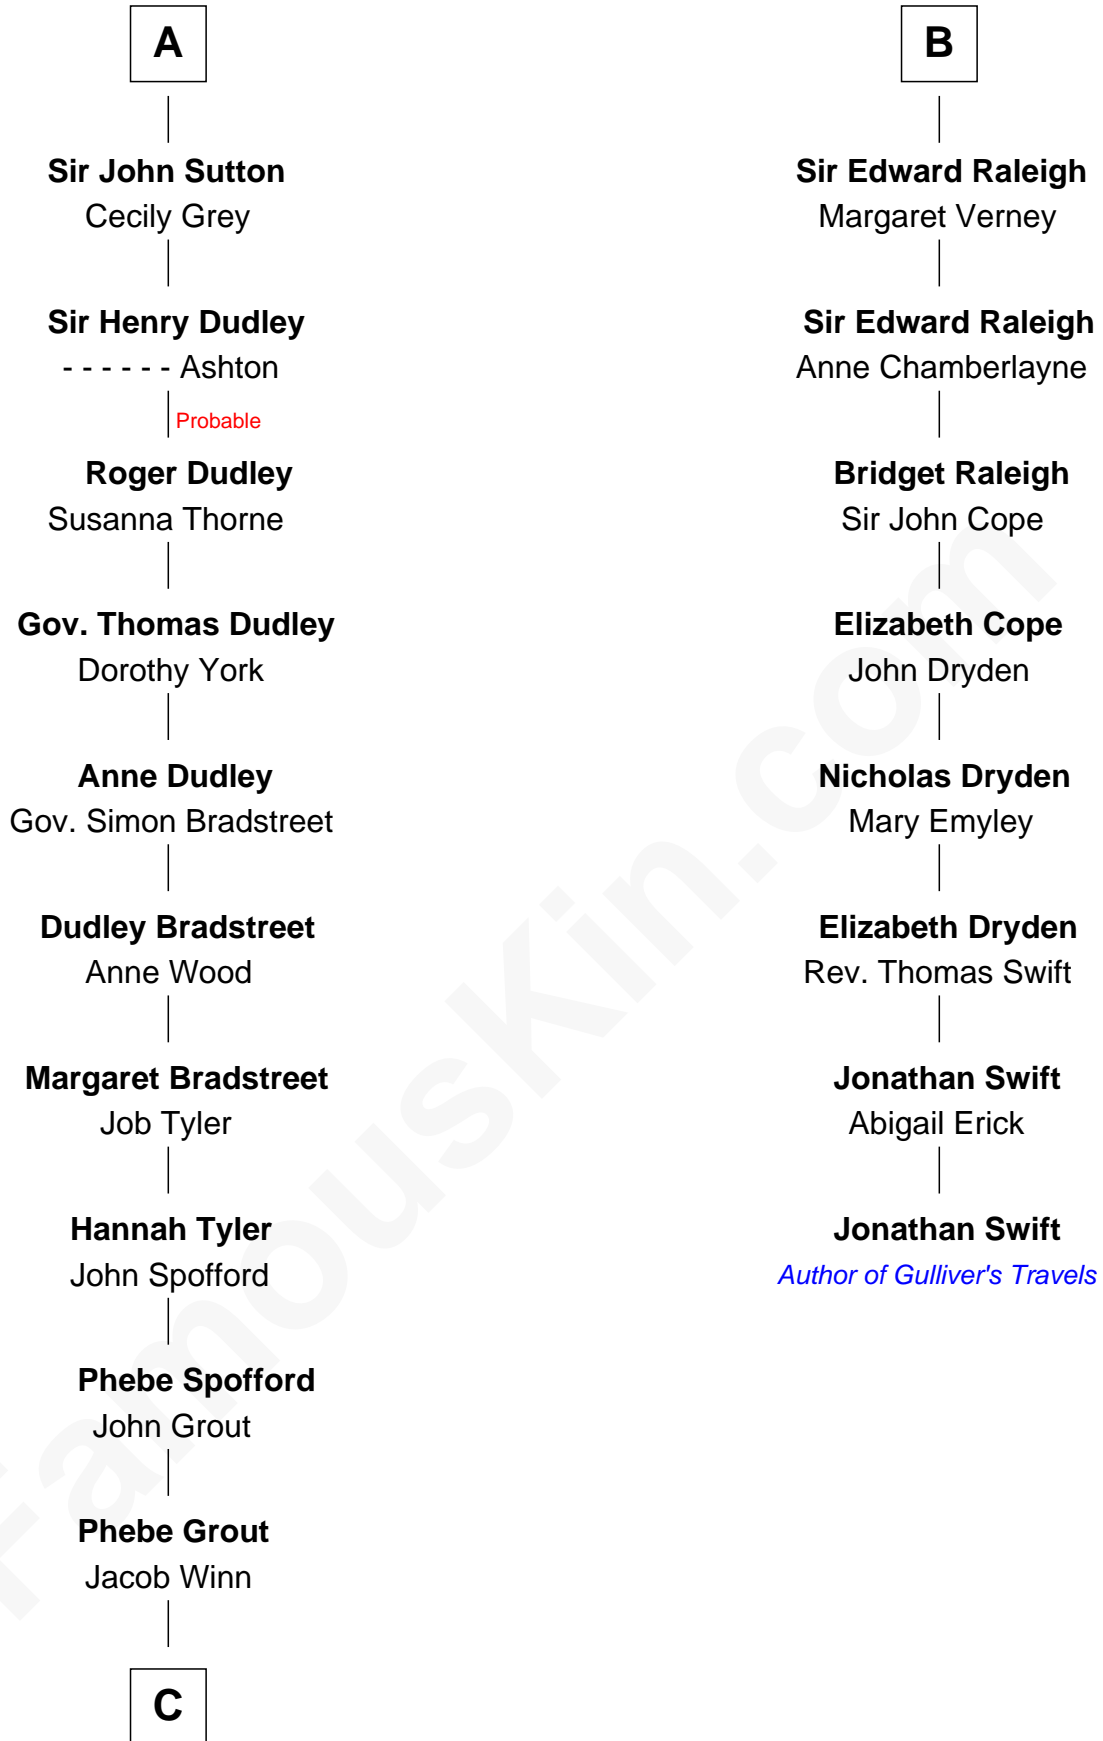 A
Sir John Sutton
Cecily Grey
Sir Henry Dudley
- - - - - - Ashton
Probable
Roger Dudley
Susanna Thorne
Gov. Thomas Dudley
Dorothy York
Anne Dudley
Gov. Simon Bradstreet
Dudley Bradstreet
Anne Wood
Margaret Bradstreet
Job Tyler
Hannah Tyler
John Spofford
Phebe Spofford
John Grout
Phebe Grout
Jacob Winn
C
B
Sir Edward Raleigh
Margaret Verney
Sir Edward Raleigh
Anne Chamberlayne
Bridget Raleigh
Sir John Cope
Elizabeth Cope
John Dryden
Nicholas Dryden
Mary Emyley
Elizabeth Dryden
Rev. Thomas Swift
Jonathan Swift
Abigail Erick
Jonathan Swift
Author of Gulliver's Travels
FamousKin.com